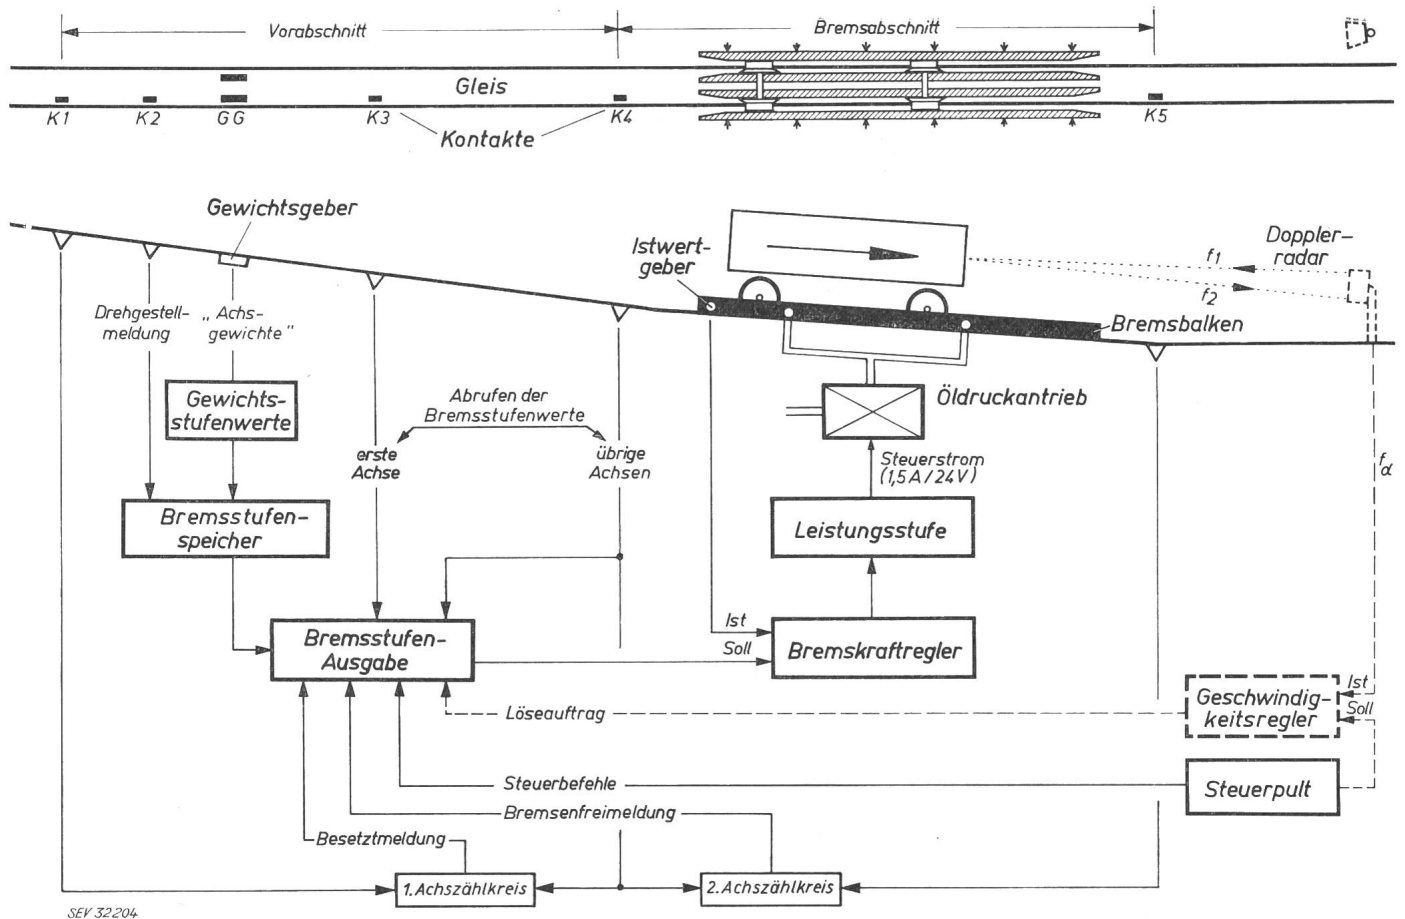 Vorabschnitt
Bremsabschnitt
Gleis
K1
K2
GG
K3
K4
K5
Kontakte
Gewichtsgeber
Istwert-
geber
Doppler-
radar
f1
f2
Bremsbalken
Drehgestell-
meldung
„Achs-
gewichte"
Gewichts-
stufenwerte
Abrufen der
Bremsstufenwerte
erste
Achse
übrige
Achsen
Öldruckantrieb
Steuerstrom
(1,5A/24V)
fd
Bremsstufen-
speicher
Leistungsstufe
Bremsstufen-
Ausgabe
Ist
Soll
Bremskraftregler
Löseauftrag
Geschwindig-
keitsregler
Ist
Soll
Steuerbefehle
Steuerpult
Bremsenfreimeldung
Besetztmeldung
1.Achszählkreis
2.Achszählkreis
SEV 32204